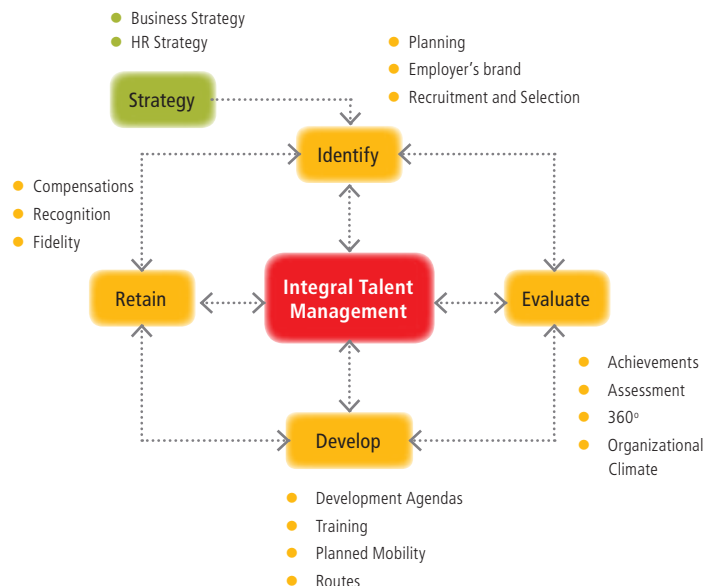 Business Strategy
HR Strategy
Planning
Employer's brand
Recruitment and Selection
Strategy
Identify
Compensations
Recognition
Fidelity
Retain
Integral Talent
Management
Evaluate
Achievements
Assessment
360º
Organizational
Climate
Develop
Development Agendas
Training
Planned Mobility
Routes